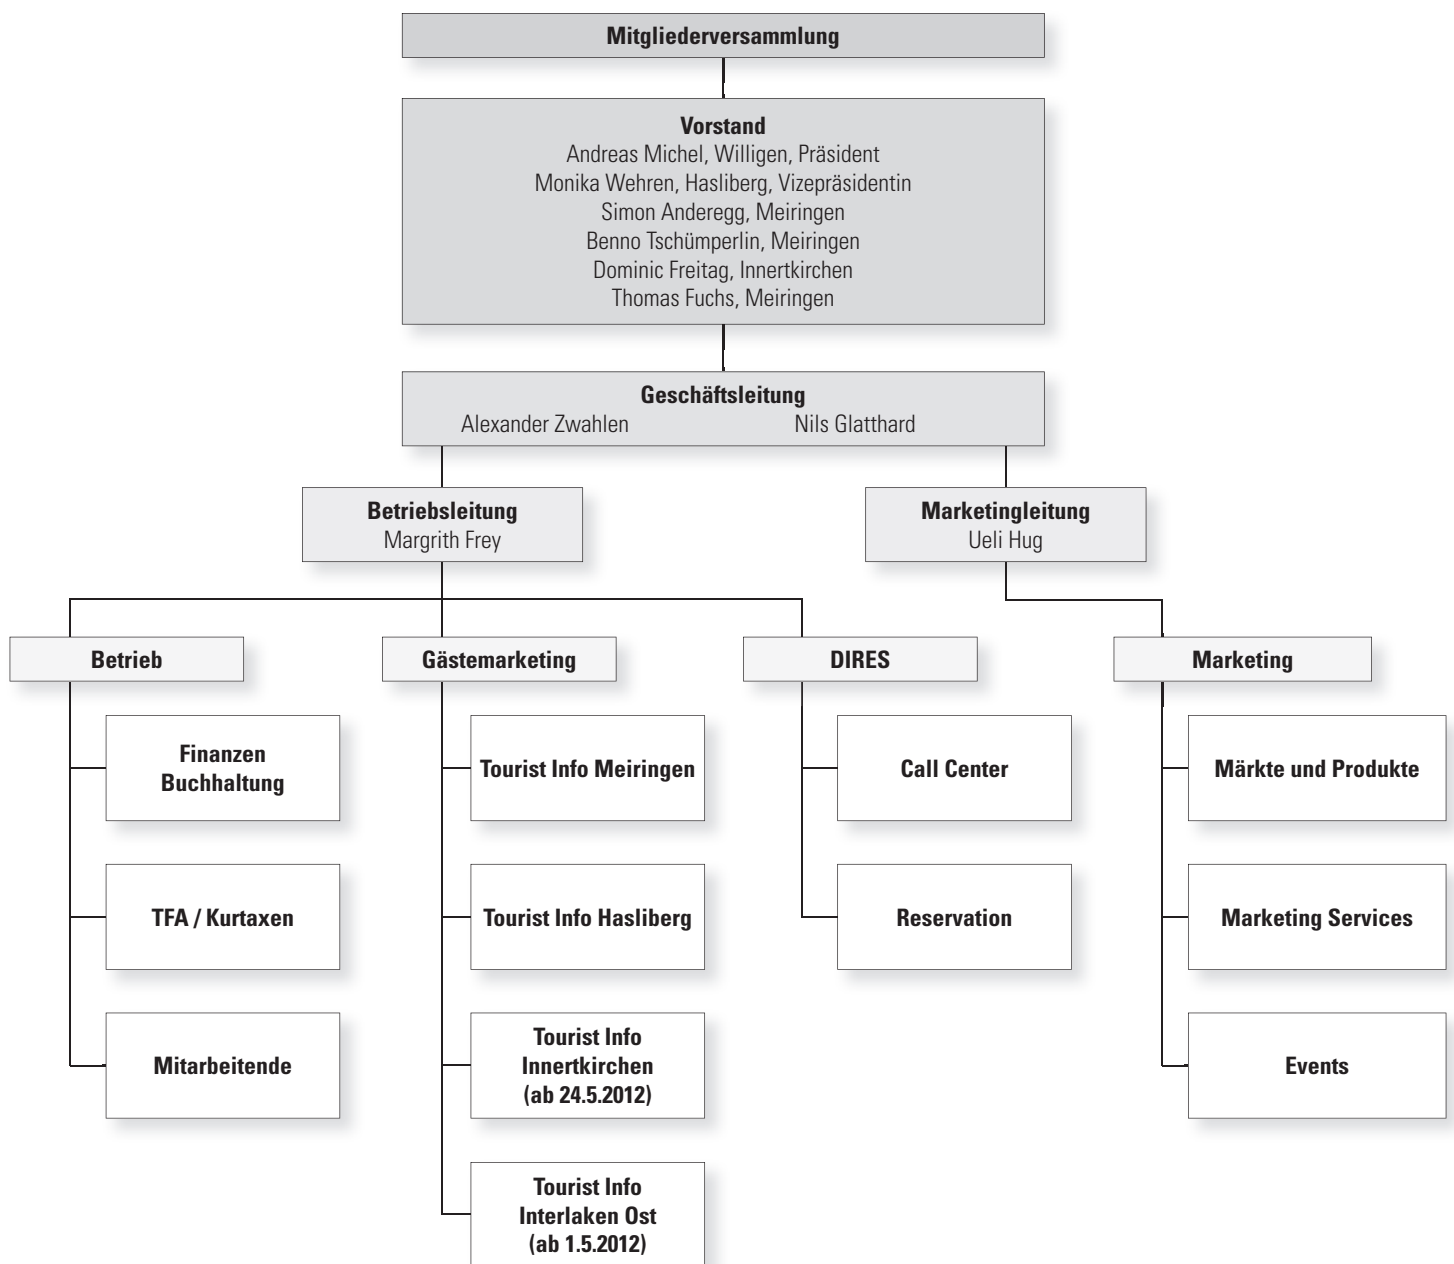 Mitgliederversammlung
Vorstand
Andreas Michel, Willigen, Präsident
Monika Wehren, Hasliberg, Vizepräsidentin
Simon Anderegg, Meiringen
Benno Tschümperlin, Meiringen
Dominic Freitag, Innertkirchen
Thomas Fuchs, Meiringen
Geschäftsleitung
Alexander Zwahlen Nils Glatthard
Betriebsleitung
Margrith Frey
Marketingleitung
Ueli Hug
Betrieb
Finanzen
Buchhaltung
TFA / Kurtaxen
Mitarbeitende
Gästemarketing
Tourist Info Meiringen
Tourist Info Hasliberg
Tourist Info
Innertkirchen
(ab 24.5.2012)
Tourist Info
Interlaken Ost
(ab 1.5.2012)
DIRES
Call Center
Reservation
Marketing
Märkte und Produkte
Marketing Services
Events